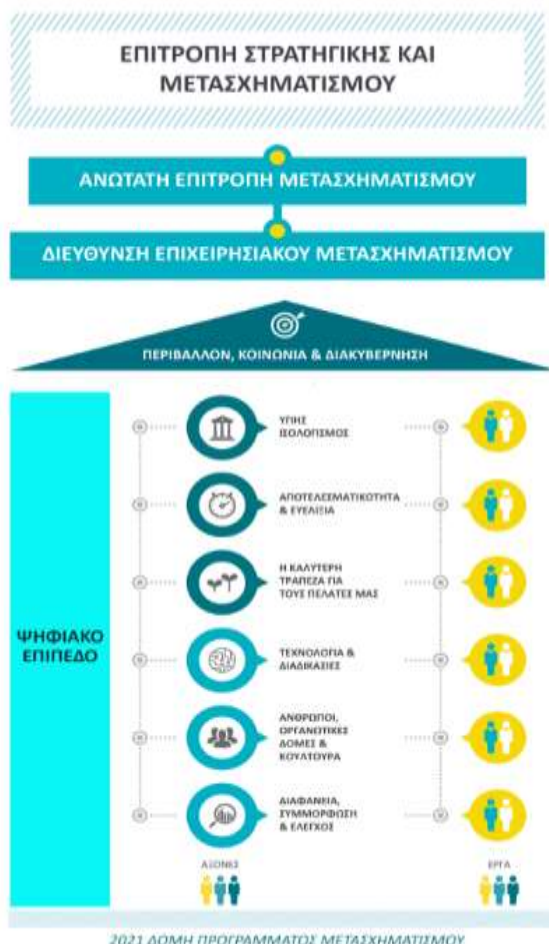 ΕΠΙΤΡΟΠΗ ΣΤΡΑΤΗΓΙΚΗΣ ΚΑΙ
ΜΕΤΑΣΧΗΜΑΤΙΣΜΟΥ
ΑΝΩΤΑΤΗ ΕΠΙΤΡΟΠΗ ΜΕΤΑΣΧΗΜΑΤΙΣΜΟΥ
ΔΙΕΥΘΥΝΣΗ ΕΠΙΧΕΙΡΗΣΙΑΚΟΥ ΜΕΤΑΣΧΗΜΑΤΙΣΜΟΥ
ΠΕΡΙΒΑΛΛΟΝ, ΚΟΙΝΩΝΙΑ & ΔΙΑΚΥΒΕΡΝΗΣΗ
ΨΗΦΙΑΚΟ
ΕΠΙΠΕΔΟ
ΥΓΙΗΣ
ΙΣΟΛΟΓΙΣΜΟΣ
ΑΠΟΤΕΛΕΣΜΑΤΙΚΟΤΗΤΑ
& ΕΥΕΛΙΞΙΑ
Η ΚΑΛΥΤΕΡΗ
ΤΡΑΠΕΖΑ ΓΙΑ
ΤΟΥΣ ΠΕΛΑΤΕΣ ΜΑΣ
ΤΕΧΝΟΛΟΓΙΑ &
ΔΙΑΔΙΚΑΣΙΕΣ
ΑΝΘΡΩΠΟΙ,
ΟΡΓΑΝΩΤΙΚΕΣ
ΔΟΜΕΣ &
ΚΟΥΛΤΟΥΡΑ
ΔΙΑΦΑΝΕΙΑ,
ΣΥΜΜΟΡΦΩΣΗ
& ΕΛΕΓΧΟΣ
ΑΞΟΝΕΣ
ΕΡΓΑ
2021 ΔΟΜΗ ΠΡΟΓΡΑΜΜΑΤΟΣ ΜΕΤΑΣΧΗΜΑΤΙΣΜΟΥ